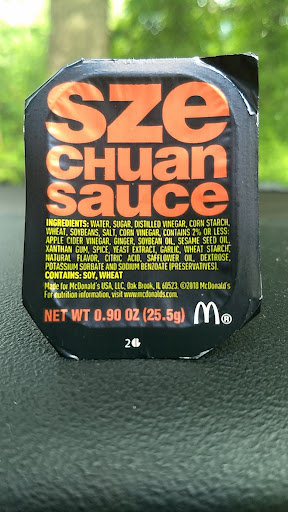 sze
chuan
sauce
INGREDIENTS: WATER, SUGAR, DISTILLED VINEGAR, CORN STARCH,
WHEAT, SOYBEANS, SALT, CORN VINEGAR, CONTAINS 2% OR LESS:
APPLE CIDER VINEGAR, GINGER, SOYBEAN OIL, SESAME SEED OIL,
XANTHAN GUM, SPICE, YEAST EXTRACT, GARLIC, WHEAT STARCH,
NATURAL FLAVOR, CITRIC ACID, SAFFLOWER OIL, DEXTROSE,
POTASSIUM SORBATE AND SODIUM BENZOATE (PRESERVATIVES).
CONTAINS: SOY, WHEAT
Made for McDonald's USA, LLC, Oak Brook, IL 60523. ©2018 McDonald's
For nutrition information, visit www.mcdonalds.com.
NET WT 0.90 OZ (25.5g) M®